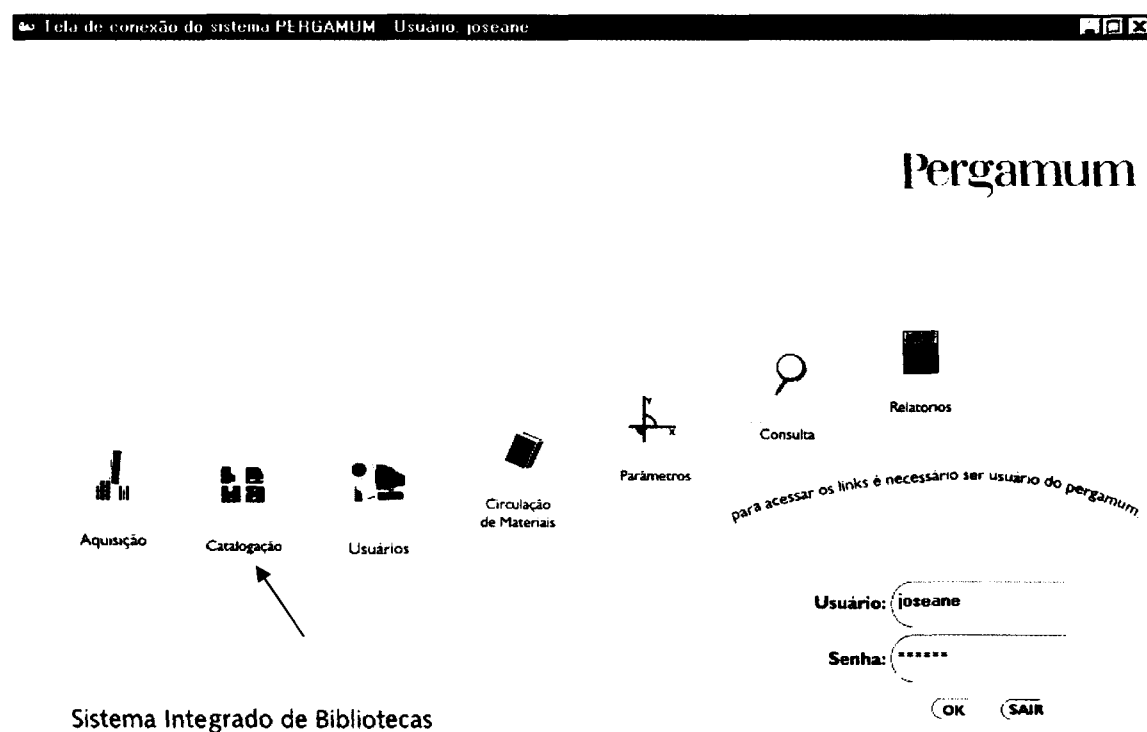 Tela de conexão do sistema PERGAMUM Usuário: joseane
Pergamum
Relatorios
Consulta
Parâmetros
Circulação
de Materiais
Aquisição
Catalogação
Usuários
para acessar os links é necessário ser usuário do pergamum.
Usuário: joseane
Senha: ******
OK SAIR
Sistema Integrado de Bibliotecas